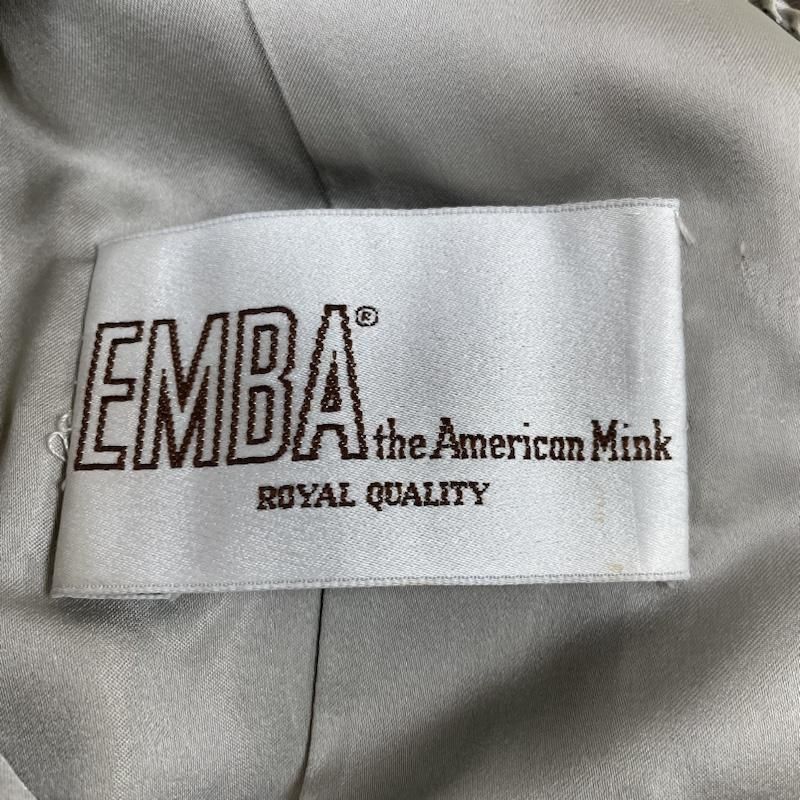 EMBA® the American Mink
ROYAL QUALITY